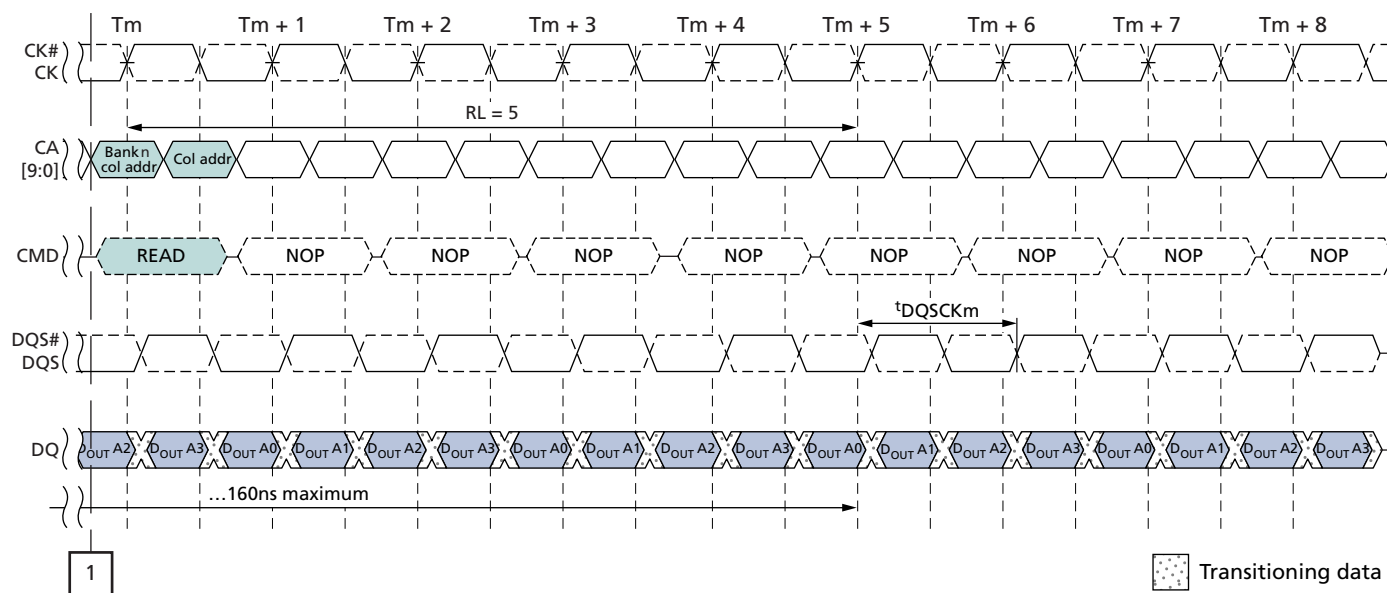 Tm Tm + 1 Tm + 2 Tm + 3 Tm + 4 Tm + 5 Tm + 6 Tm + 7 Tm + 8
CK#
CK
RL = 5
CA
[9:0]
Bank n
col addr
Col addr
CMD READ NOP NOP NOP NOP NOP NOP NOP NOP
tDQSCKm
DQS#
DQS
DQ DOUT A2 DOUT A3 DOUT A0 DOUT A1 DOUT A2 DOUT A3 DOUT A0 DOUT A1 DOUT A2 DOUT A3 DOUT A0 DOUT A1 DOUT A2 DOUT A3 DOUT A0 DOUT A1 DOUT A2 DOUT A3
…160ns maximum
1
Transitioning data